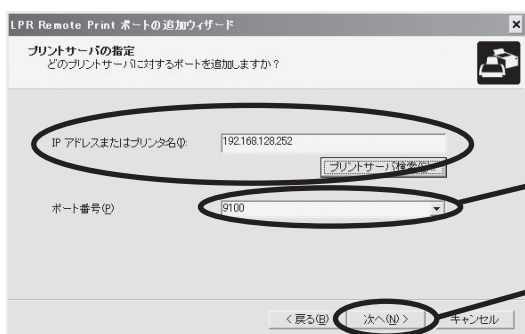 LPR Remote Print ポートの追加ウィザード
プリントサーバの指定
どのプリントサーバに対するポートを追加しますか?
IP アドレスまたはプリンタ名(I):
192.168.128.252
プリントサーバ検索(S)
ポート番号(P)
9100
< 戻る(B)
次へ(N) >
キャンセル